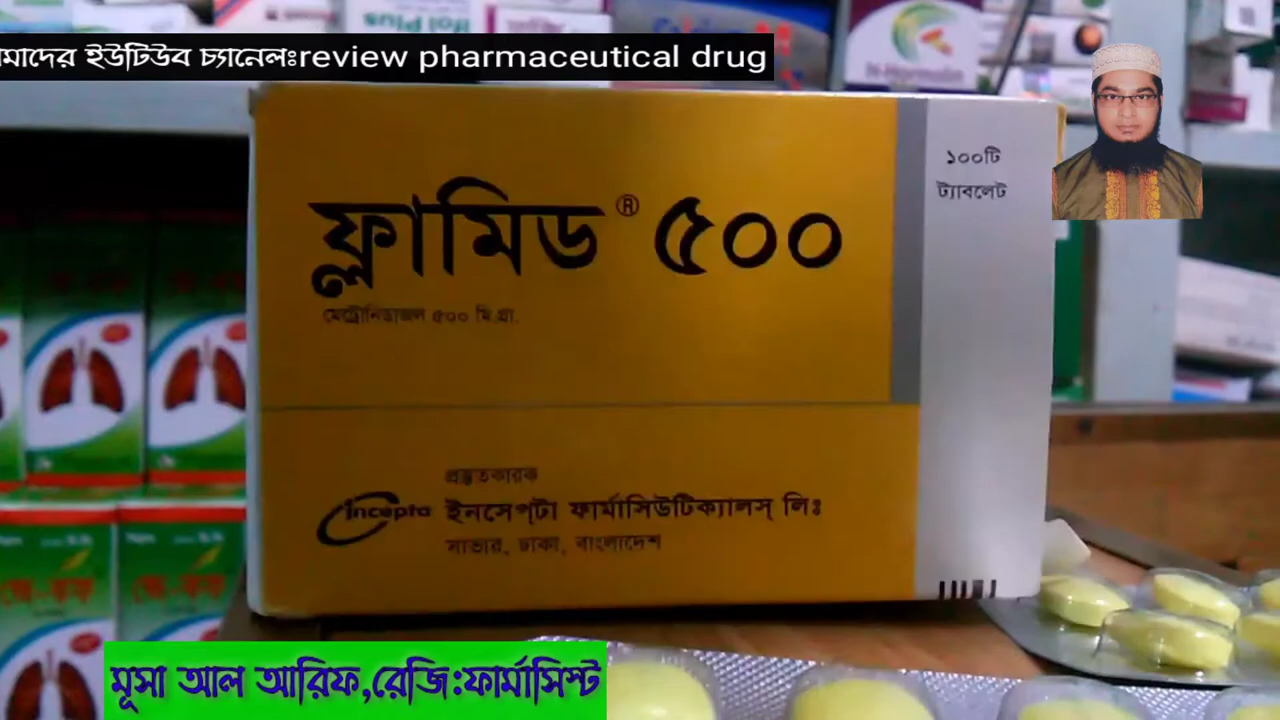 মাদের ইউটিউব চ্যানেলঃreview pharmaceutical drug
ফ্লামিড® ৫০০
মেট্রোনিডাজল ৫০০ মি.গ্রা.
১০০টি
ট্যাবলেট
প্রস্তুতকারক
Incepta ইনসেপ্‌টা ফার্মাসিউটিক্যালস্ লিঃ
সাভার, ঢাকা, বাংলাদেশ
মূসা আল আরিফ,রেজি:ফার্মাসিস্ট